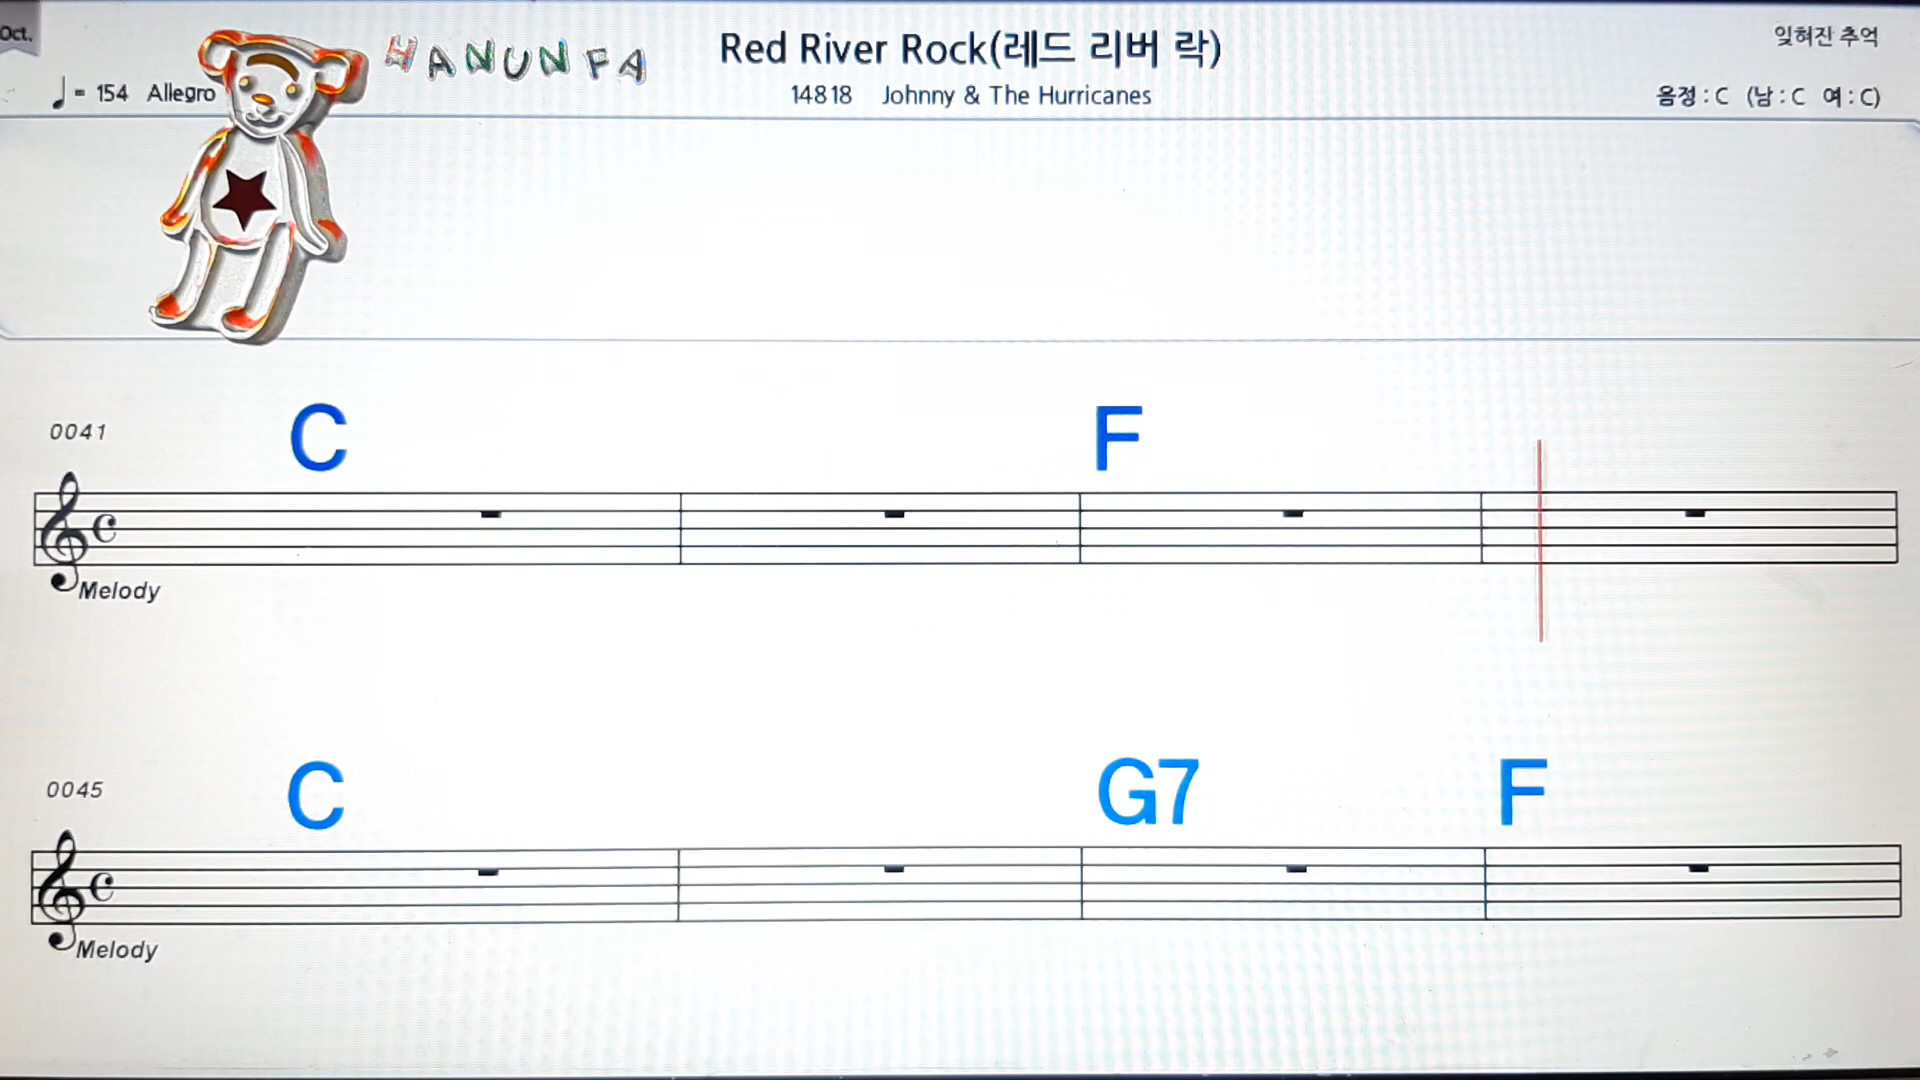 Oct.
HANUNFA
Red River Rock(레드 리버 락)
잊혀진 추억
♩= 154 Allegro
14818 Johnny & The Hurricanes
음정 : C (남 : C 여 : C)
C F
0041
Melody
C G7 F
0045
Melody